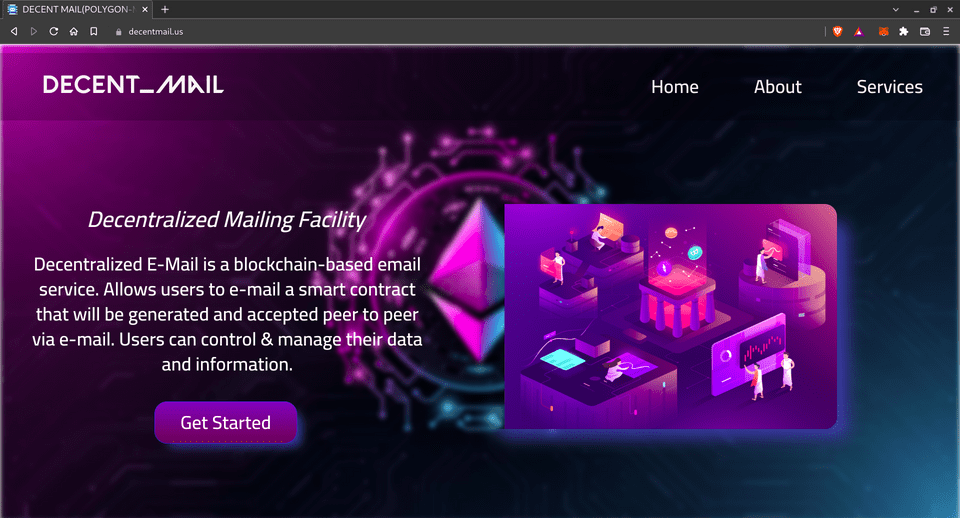 DECENT MAIL(POLYGON-
decentmail.us
DECENT_MAIL
Home About Services
Decentralized Mailing Facility
Decentralized E-Mail is a blockchain-based email
service. Allows users to e-mail a smart contract
that will be generated and accepted peer to peer
via e-mail. Users can control & manage their data
and information.
Get Started